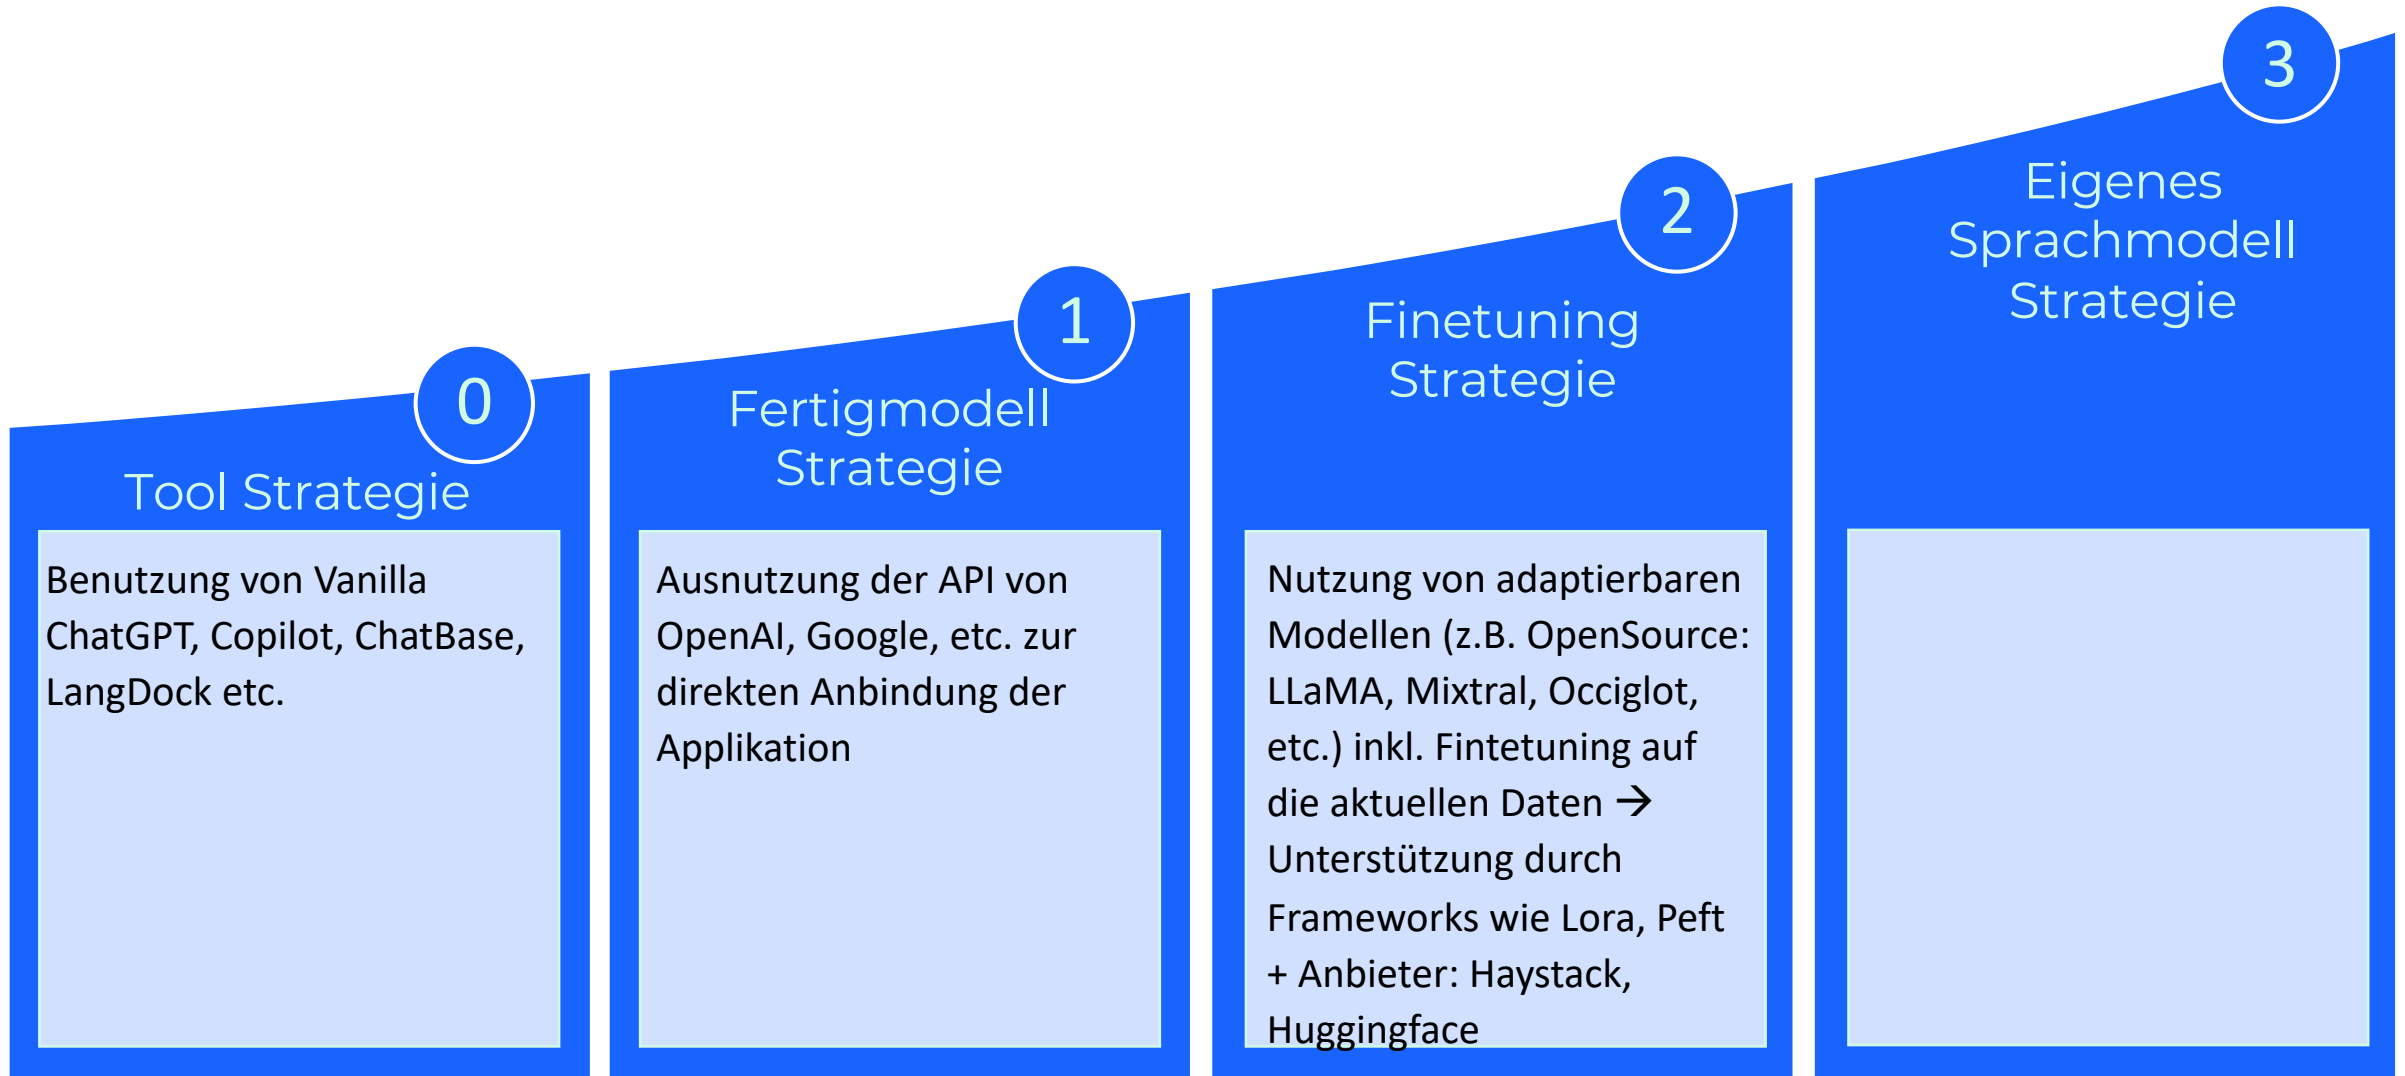 0
Tool Strategie
Benutzung von Vanilla
ChatGPT, Copilot, ChatBase,
LangDock etc.
1
Fertigmodell
Strategie
Ausnutzung der API von
OpenAI, Google, etc. zur
direkten Anbindung der
Applikation
2
Finetuning
Strategie
Nutzung von adaptierbaren
Modellen (z.B. OpenSource:
LLaMA, Mixtral, Occiglot,
etc.) inkl. Fintetuning auf
die aktuellen Daten →
Unterstützung durch
Frameworks wie Lora, Peft
+ Anbieter: Haystack,
Huggingface
3
Eigenes
Sprachmodell
Strategie